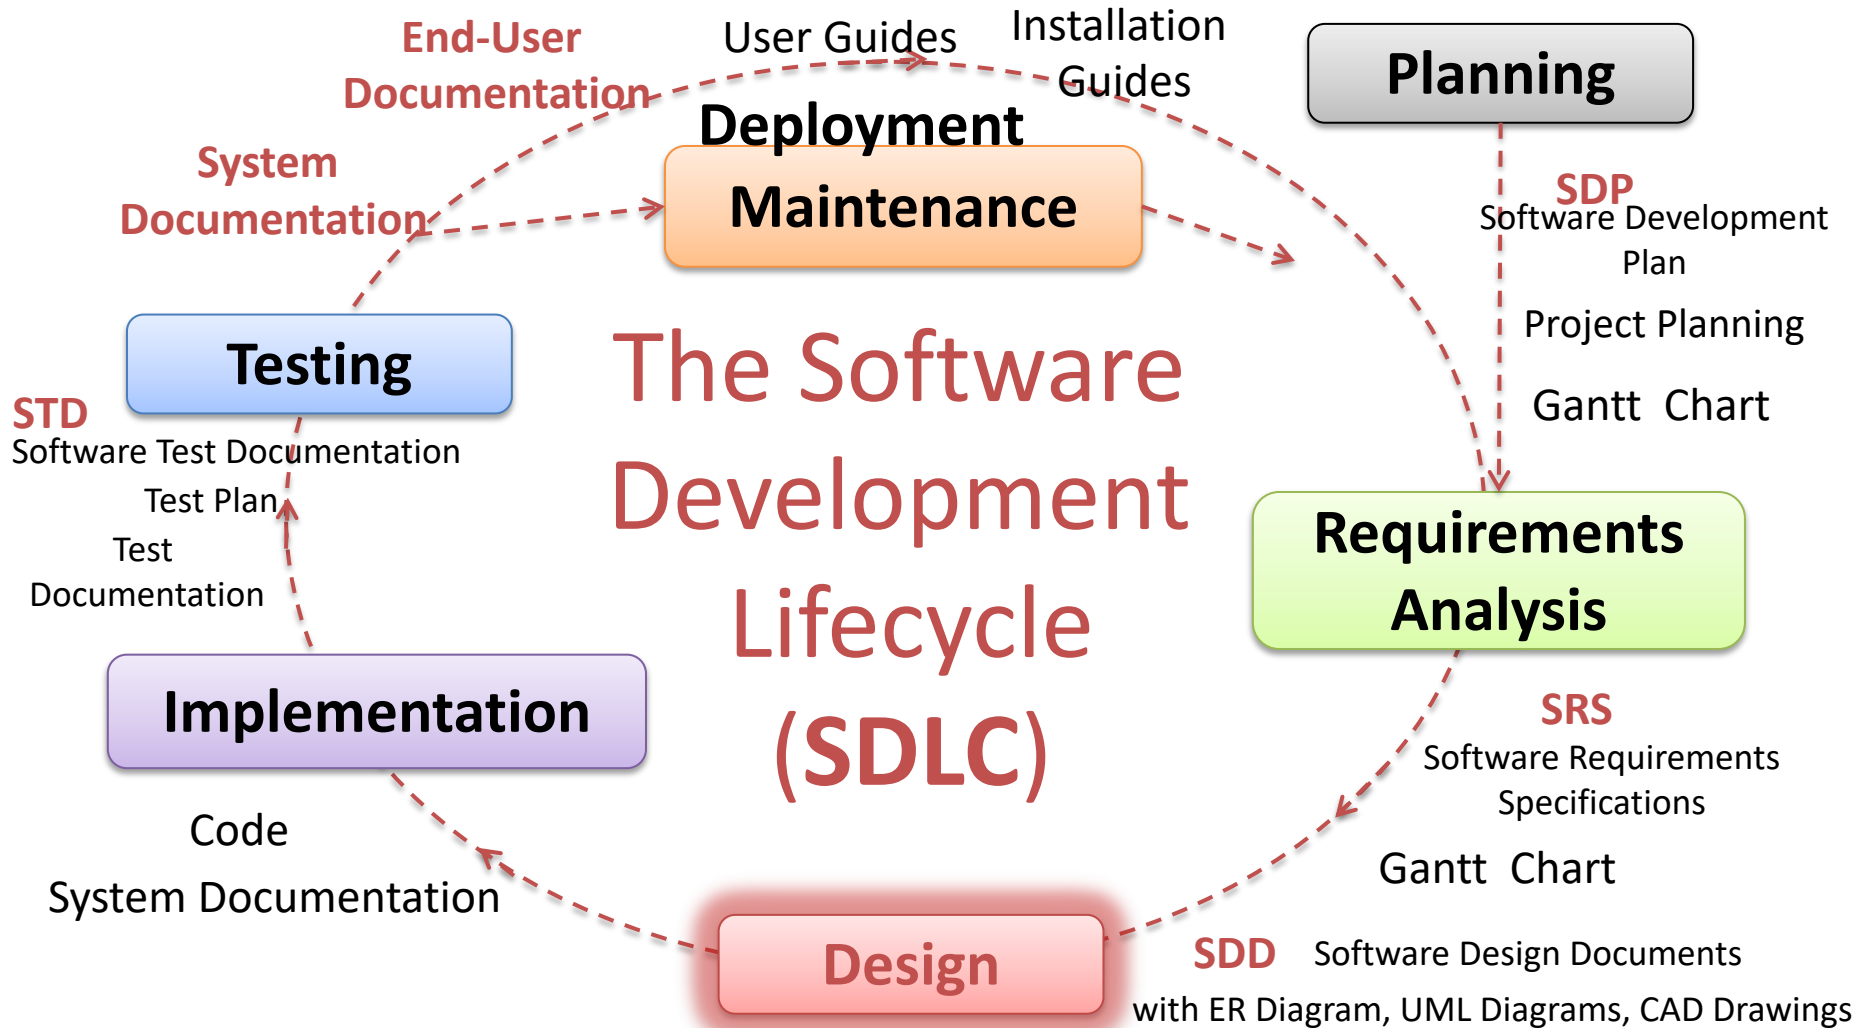 End-User
Documentation
User Guides
Installation
Guides
Planning
Deployment
System
Documentation
Maintenance
SDP
Software Development
Plan
Project Planning
Gantt Chart
Testing
STD
Software Test Documentation
Test Plan
Test
Documentation
The Software
Development
Lifecycle
(SDLC)
Requirements
Analysis
Implementation
SRS
Software Requirements
Specifications
Gantt Chart
Code
System Documentation
Design
SDD Software Design Documents
with ER Diagram, UML Diagrams, CAD Drawings